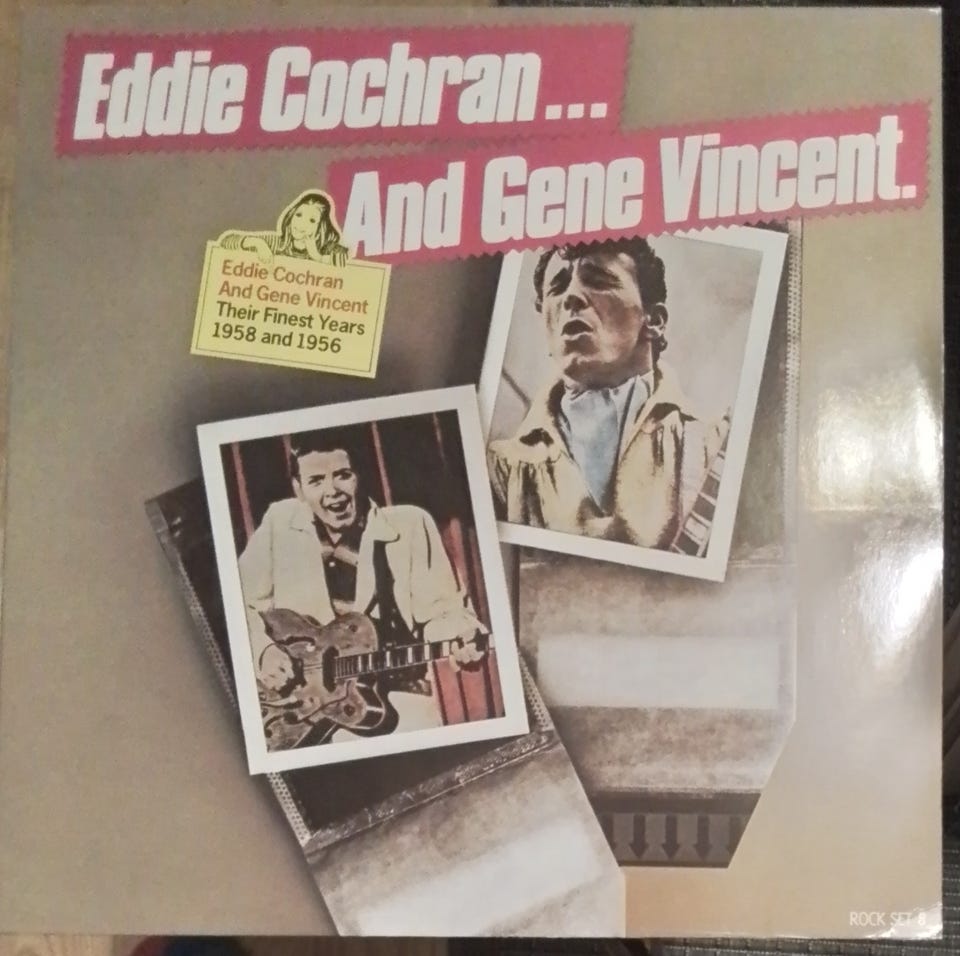 Eddie Cochran...
And Gene Vincent.
Eddie Cochran
And Gene Vincent
Their Finest Years
1958 and 1956
ROCK SET 8